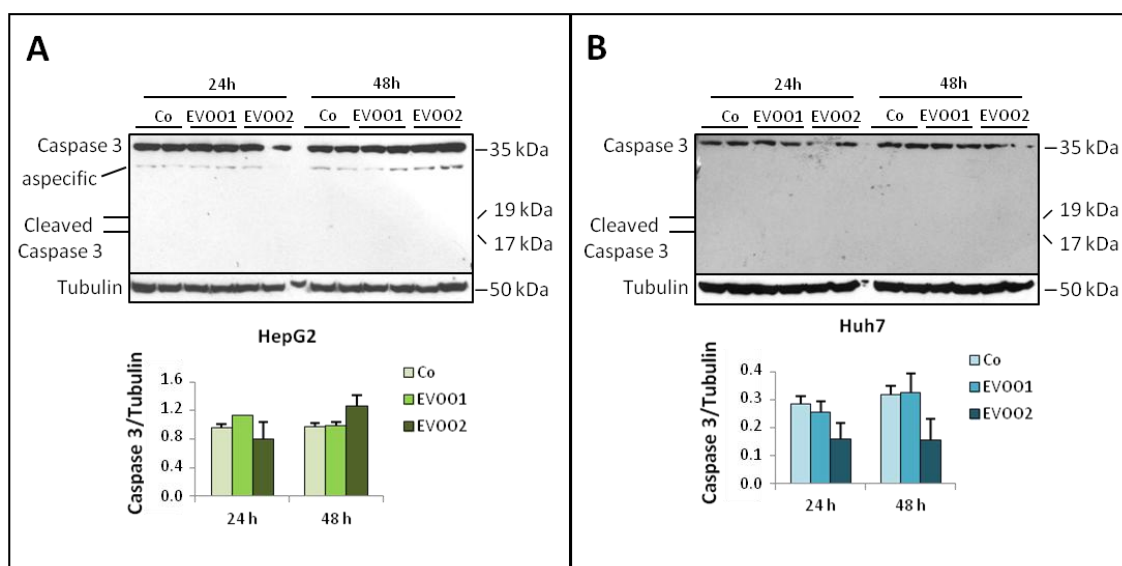 A
24h 48h
Co EVOO1 EVOO2 Co EVOO1 EVOO2
Caspase 3
aspecific
Cleaved
Caspase 3
Tubulin
35 kDa
19 kDa
17 kDa
50 kDa
HepG2
Caspase 3/Tubulin
1.6
1.2
0.8
0.4
0.0
24 h 48 h
Co
EVOO1
EVOO2
B
24h 48h
Co EVOO1 EVOO2 Co EVOO1 EVOO2
Caspase 3
Cleaved
Caspase 3
Tubulin
35 kDa
19 kDa
17 kDa
50 kDa
Huh7
Caspase 3/Tubulin
0.4
0.3
0.2
0.1
0.0
24 h 48 h
Co
EVOO1
EVOO2